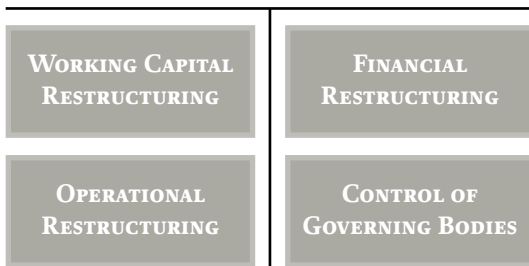 Working Capital
Restructuring
Financial
Restructuring
Operational
Restructuring
Control of
Governing Bodies